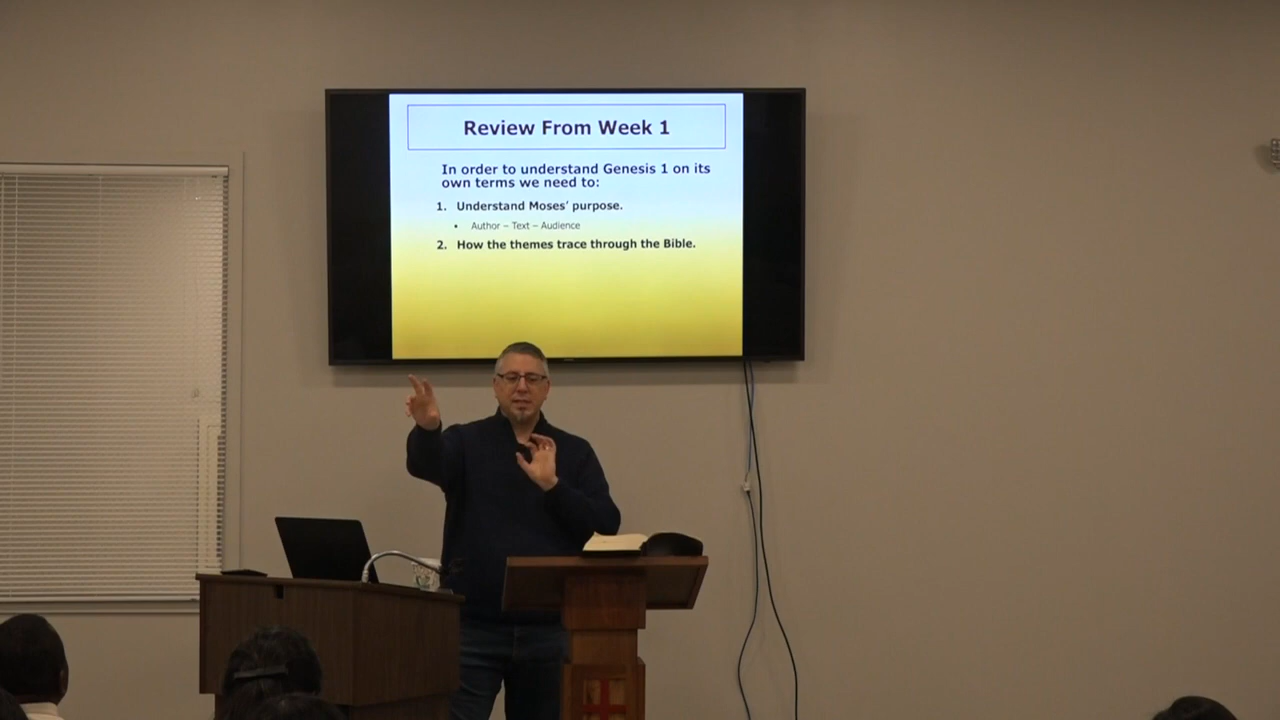 Review From Week 1
In order to understand Genesis 1 on its
own terms we need to:
1. Understand Moses’ purpose.
• Author – Text – Audience
2. How the themes trace through the Bible.